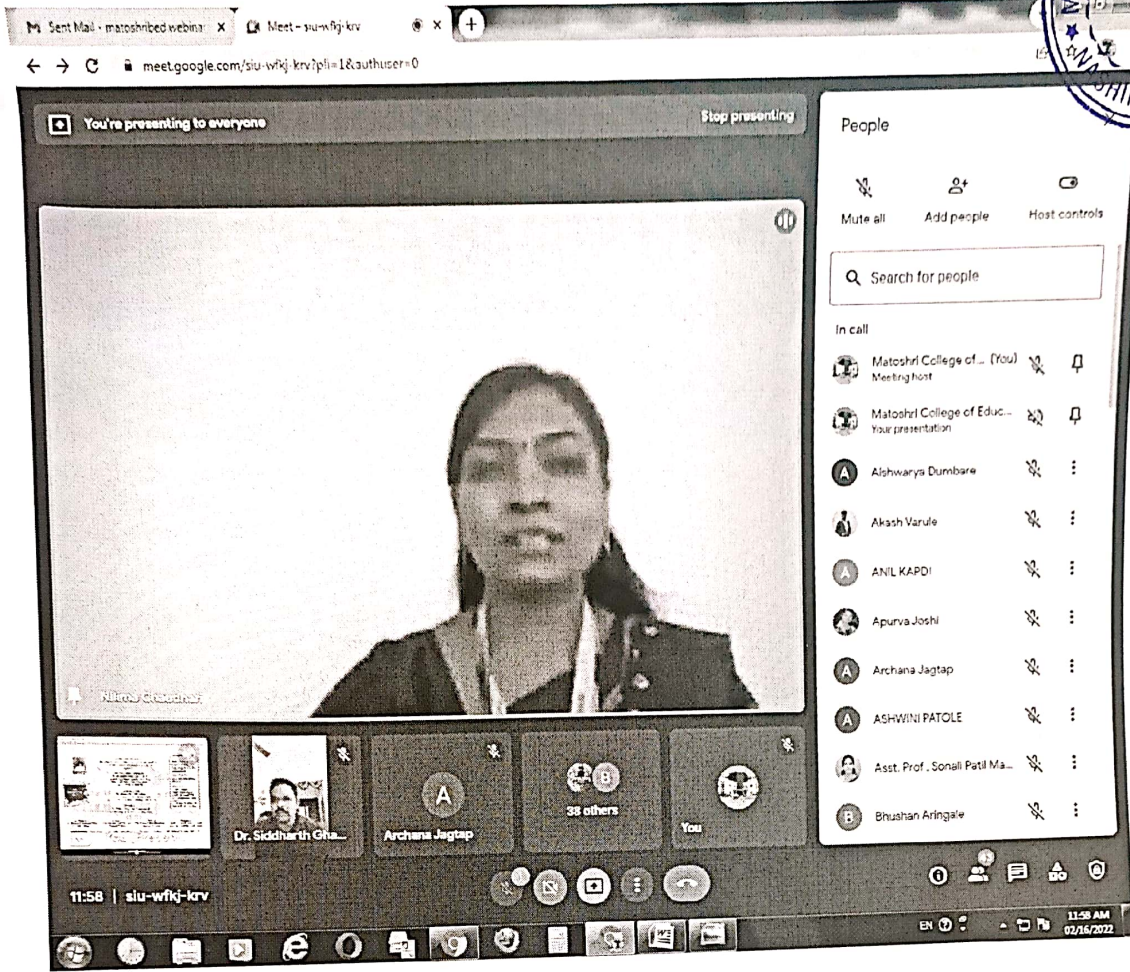 Sent Mail - matoshribed webina
Meet – siu-wfkj-krv
meet.google.com/siu-wfkj-krv?pli=1&authuser=0
NASHI
You're presenting to everyone
Stop presenting
People
Mute all
Add people
Host controls
Search for people
In call
Matoshri College of... (You)
Meeting host
Matoshri College of Educ...
Your presentation
A
Aishwarya Dumbare
Akash Varule
A
ANIL KAPDI
Apurva Joshi
A
Archana Jagtap
A
ASHWINI PATOLE
Asst. Prof . Sonali Patil Ma...
B
Bhushan Aringale
Nilima Chaudhari
Dr. Siddharth Gha...
A
Archana Jagtap
B
38 others
You
11:58 | siu-wfkj-krv
EN
11:58 AM
02/16/2022